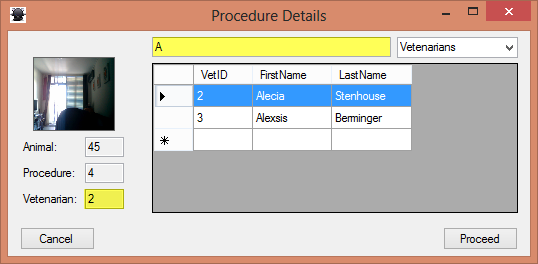 Procedure Details
A
Vetenarians
VetID FirstName LastName
2 Alecia Stenhouse
3 Alexsis Berminger
Animal: 45
Procedure: 4
Vetenarian: 2
Cancel
Proceed